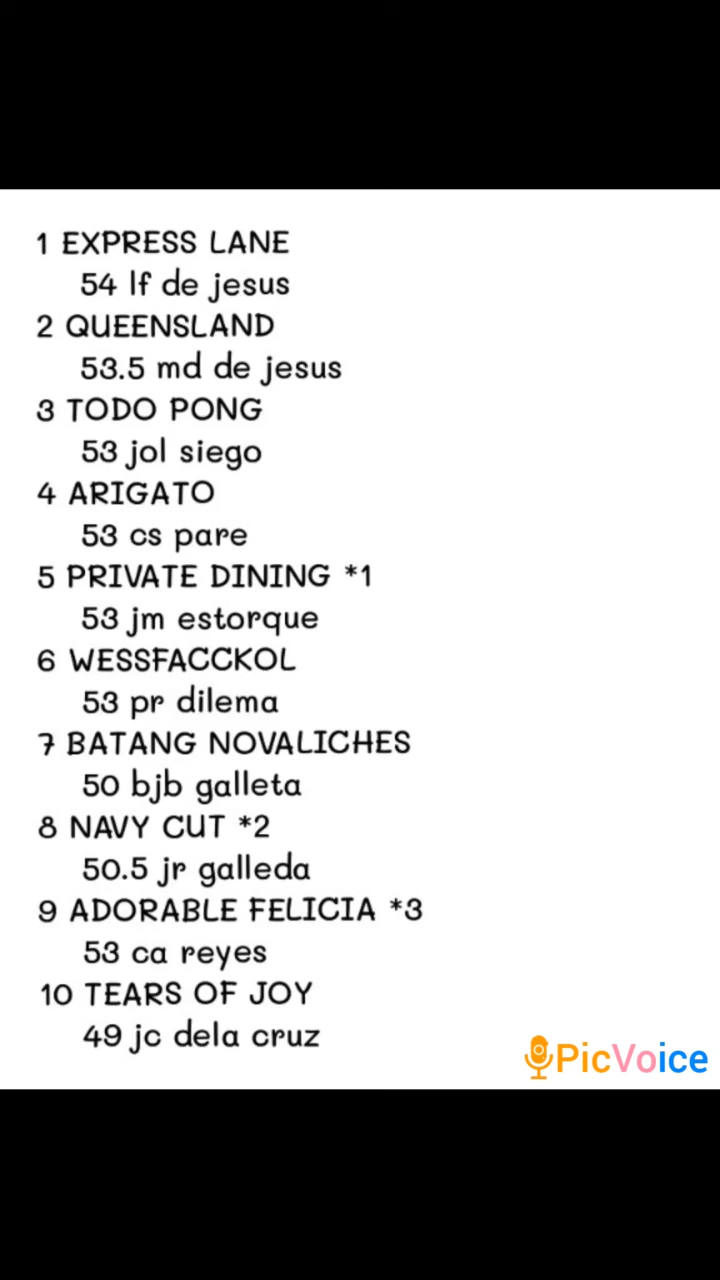 1 EXPRESS LANE
54 lf de jesus
2 QUEENSLAND
53.5 md de jesus
3 TODO PONG
53 jol siego
4 ARIGATO
53 cs pare
5 PRIVATE DINING *1
53 jm estorque
6 WESSFACCKOL
53 pr dilema
7 BATANG NOVALICHES
50 bjb galleta
8 NAVY CUT *2
50.5 jr galleda
9 ADORABLE FELICIA *3
53 ca reyes
10 TEARS OF JOY
49 jc dela cruz
PicVoice